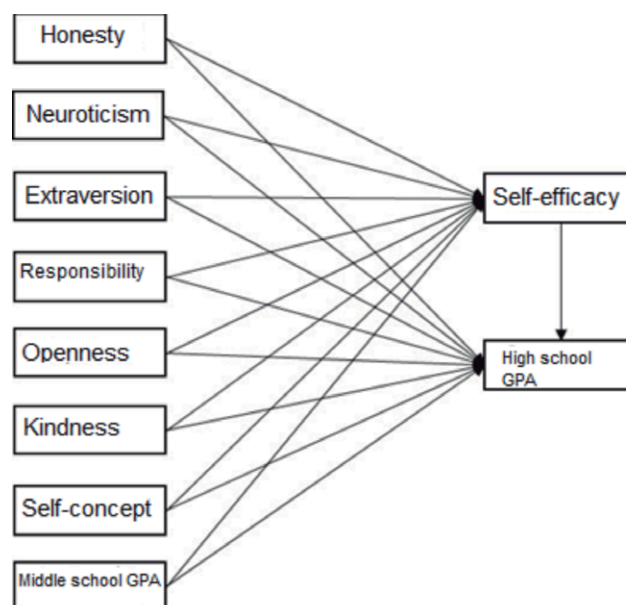 Honesty
Neuroticism
Extraversion
Responsibility
Openness
Kindness
Self-concept
Middle school GPA
Self-efficacy
High school
GPA